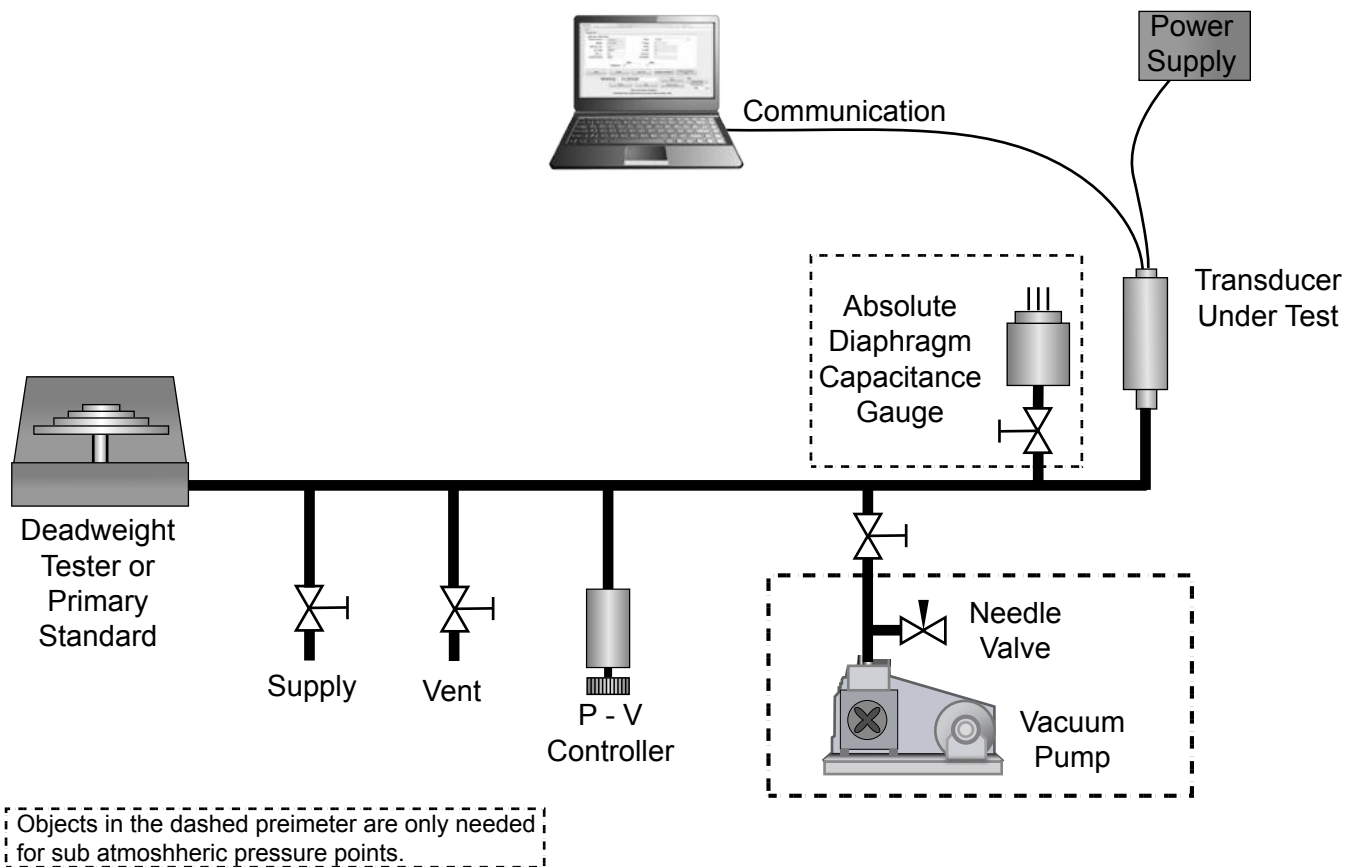 Power
Supply
Communication
Transducer
Under Test
Absolute
Diaphragm
Capacitance
Gauge
Deadweight
Tester or
Primary
Standard
Supply
Vent
P - V
Controller
Needle
Valve
Vacuum
Pump
Objects in the dashed preimeter are only needed
for sub atmoshheric pressure points.